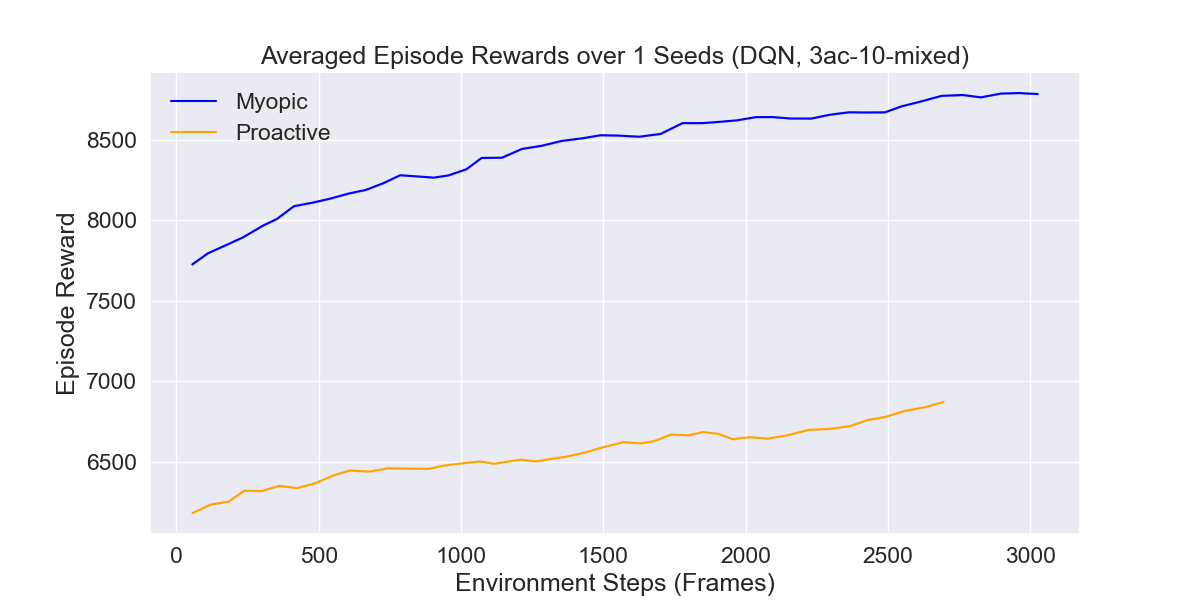 Averaged Episode Rewards over 1 Seeds (DQN, 3ac-10-mixed)
Myopic
Proactive
Episode Reward
8500
8000
7500
7000
6500
0 500 1000 1500 2000 2500 3000
Environment Steps (Frames)